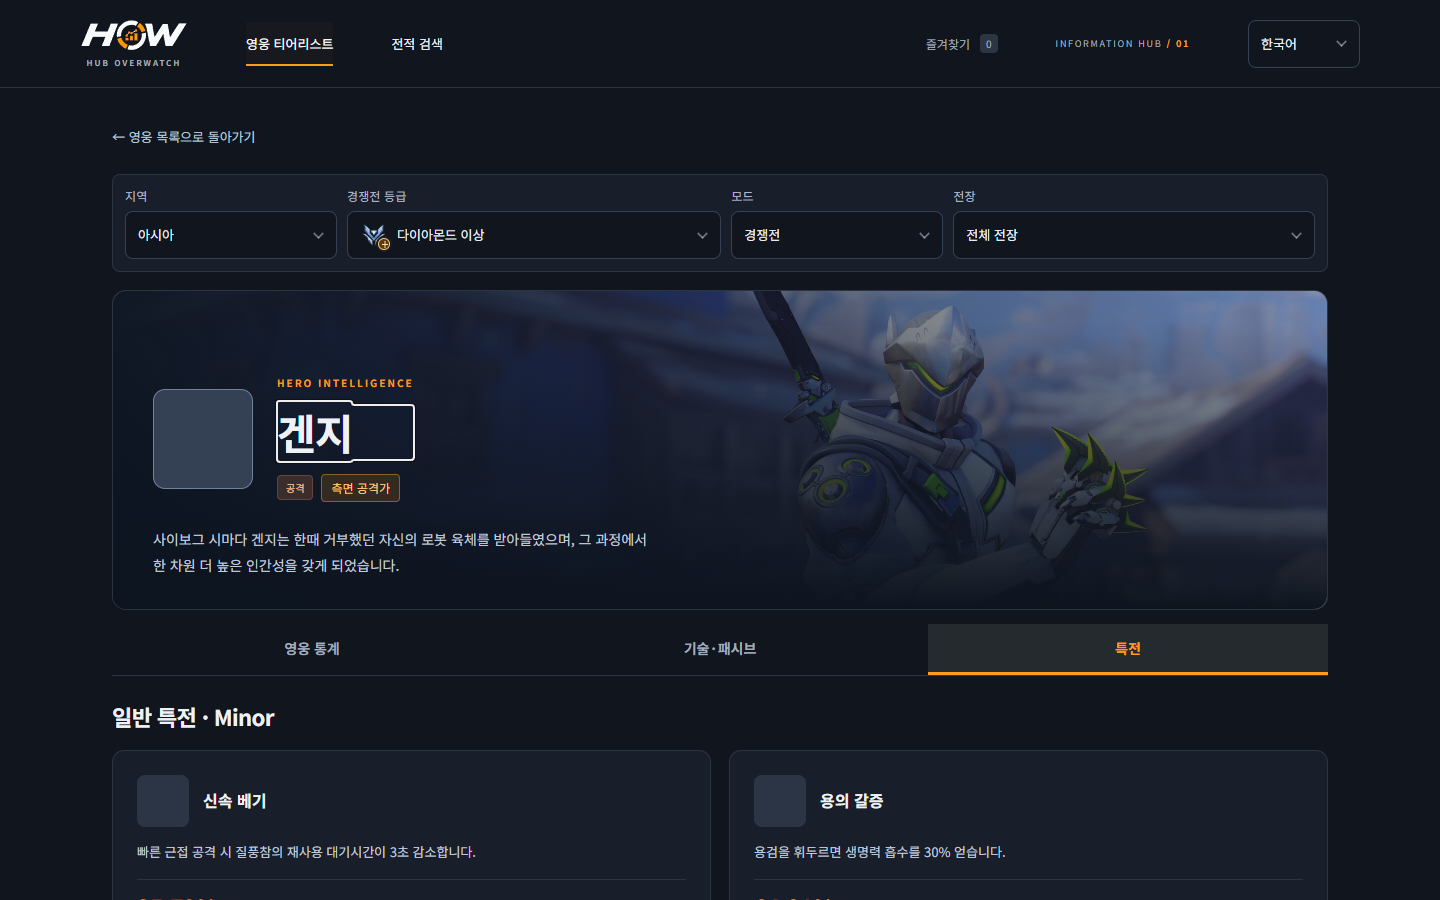 HOW
HUB OVERWATCH
영웅 티어리스트
전적 검색
즐겨찾기 0
INFORMATION HUB / 01
한국어
← 영웅 목록으로 돌아가기
지역
경쟁전 등급
모드
전장
아시아
다이아몬드 이상
경쟁전
전체 전장
HERO INTELLIGENCE
겐지
공격
측면 공격가
사이보그 시마다 겐지는 한때 거부했던 자신의 로봇 육체를 받아들였으며, 그 과정에서
한 차원 더 높은 인간성을 갖게 되었습니다.
영웅 통계
기술·패시브
특전
일반 특전 · Minor
신속 베기
빠른 근접 공격 시 질풍참의 재사용 대기시간이 3초 감소합니다.
용의 갈증
용검을 휘두르면 생명력 흡수를 30% 얻습니다.